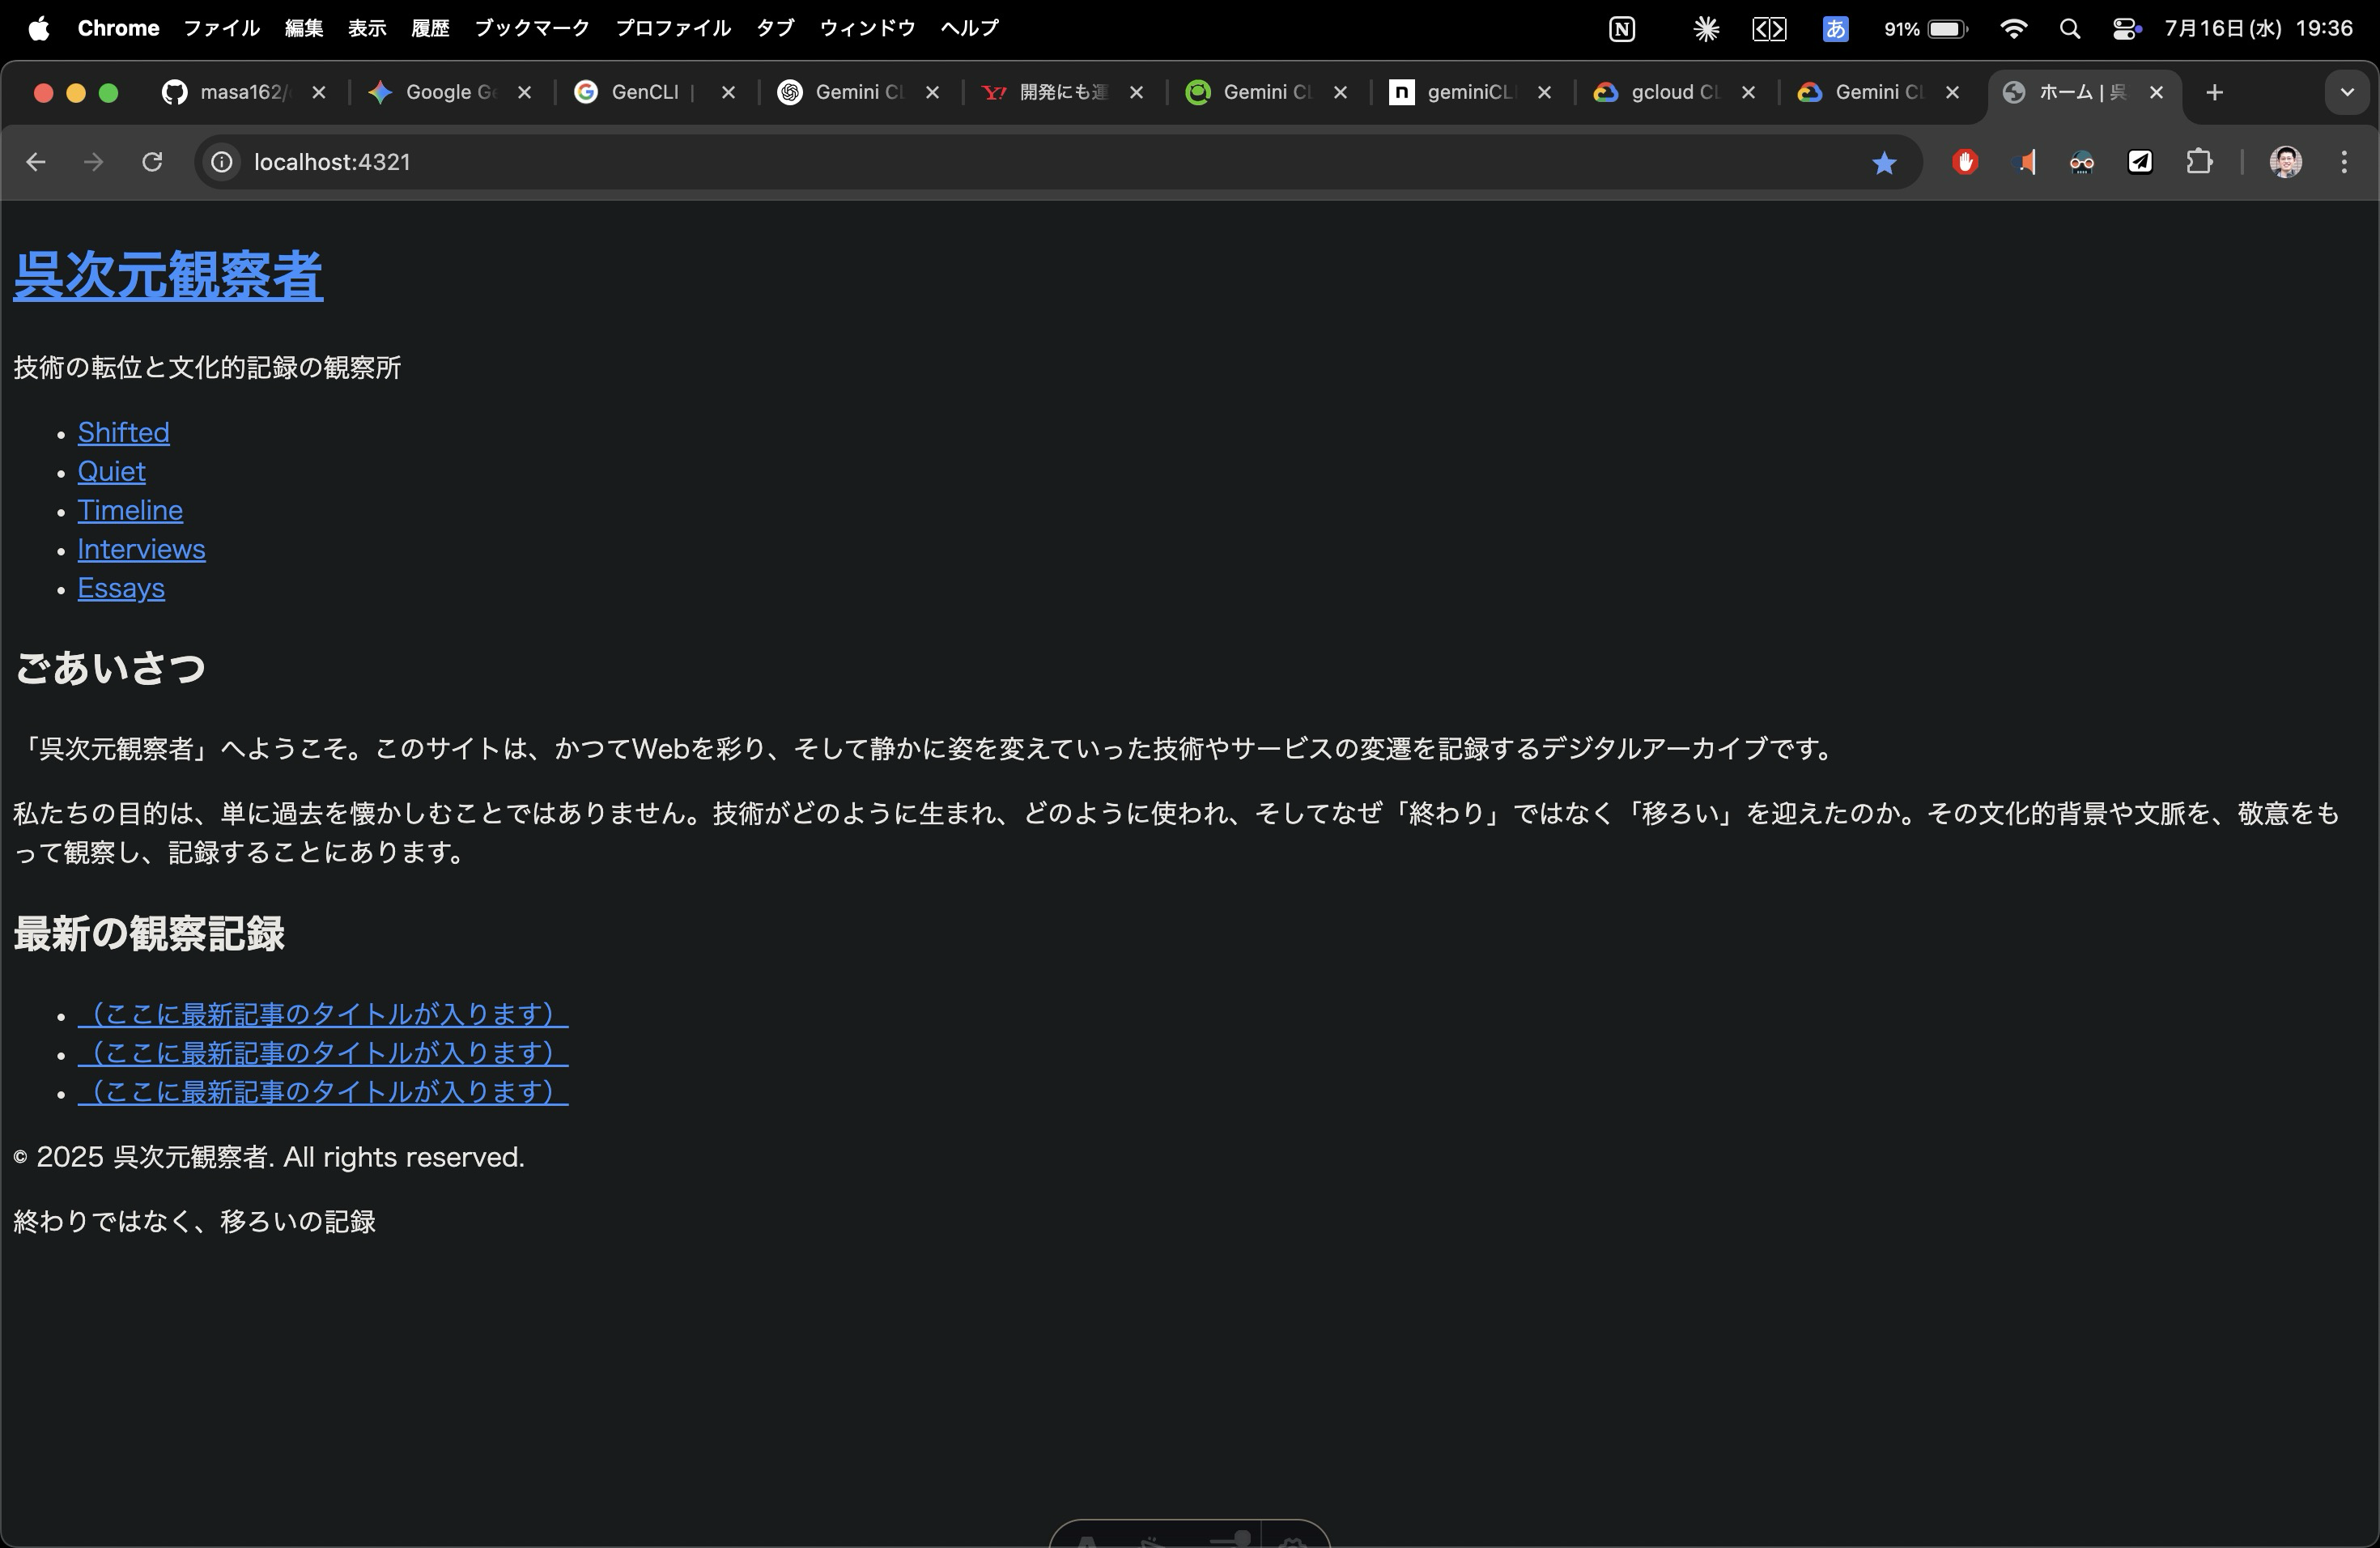 Chrome ファイル 編集 表示 履歴 ブックマーク プロファイル タブ ウィンドウ ヘルプ あ 91% 7月16日(水) 19:36
masa162/ Google Ge GenCLI | Gemini CL 開発にも運 Gemini CL geminiCL gcloud CL Gemini CL ホーム | 呉
localhost:4321
呉次元観察者
技術の転位と文化的記録の観察所
• Shifted
• Quiet
• Timeline
• Interviews
• Essays
ごあいさつ
「呉次元観察者」へようこそ。このサイトは、かつてWebを彩り、そして静かに姿を変えていった技術やサービスの変遷を記録するデジタルアーカイブです。
私たちの目的は、単に過去を懐かしむことではありません。技術がどのように生まれ、どのように使われ、そしてなぜ「終わり」ではなく「移ろい」を迎えたのか。その文化的背景や文脈を、敬意をも
って観察し、記録することにあります。
最新の観察記録
• （ここに最新記事のタイトルが入ります）
• （ここに最新記事のタイトルが入ります）
• （ここに最新記事のタイトルが入ります）
© 2025 呉次元観察者. All rights reserved.
終わりではなく、移ろいの記録